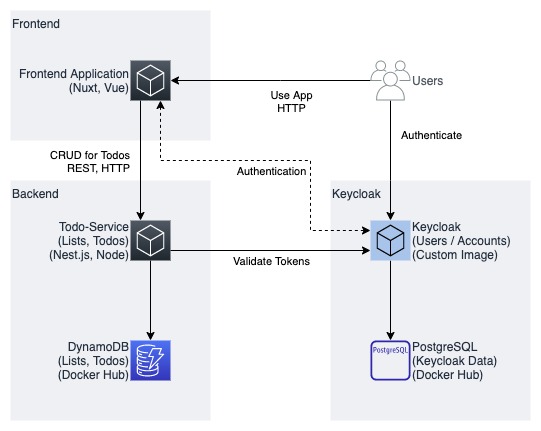 Frontend
Frontend Application
(Nuxt, Vue)
Users
Use App
HTTP
Authenticate
CRUD for Todos
REST, HTTP
Authentication
Backend
Keycloak
Todo-Service
(Lists, Todos)
(Nest.js, Node)
Keycloak
(Users / Accounts)
(Custom Image)
Validate Tokens
DynamoDB
(Lists, Todos)
(Docker Hub)
PostgreSQL
PostgreSQL
(Keycloak Data)
(Docker Hub)